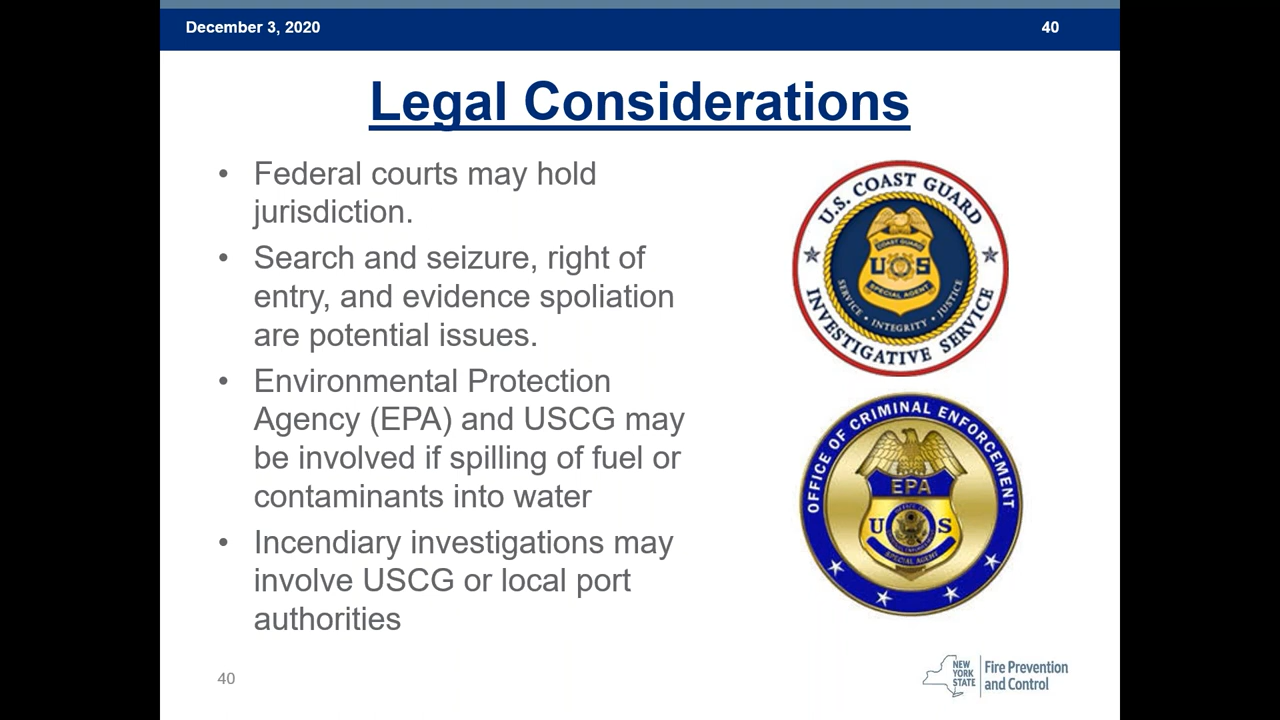 December 3, 2020
40
Legal Considerations
• Federal courts may hold
jurisdiction.
• Search and seizure, right of
entry, and evidence spoliation
are potential issues.
• Environmental Protection
Agency (EPA) and USCG may
be involved if spilling of fuel or
contaminants into water
• Incendiary investigations may
involve USCG or local port
authorities
U.S. COAST GUARD
COAST GUARD
U S
SPECIAL AGENT
SERVICE • INTEGRITY • JUSTICE
INVESTIGATIVE SERVICE
OFFICE OF CRIMINAL ENFORCEMENT
EPA
U S
SPECIAL AGENT
40
NEW
YORK
STATE
Fire Prevention
and Control